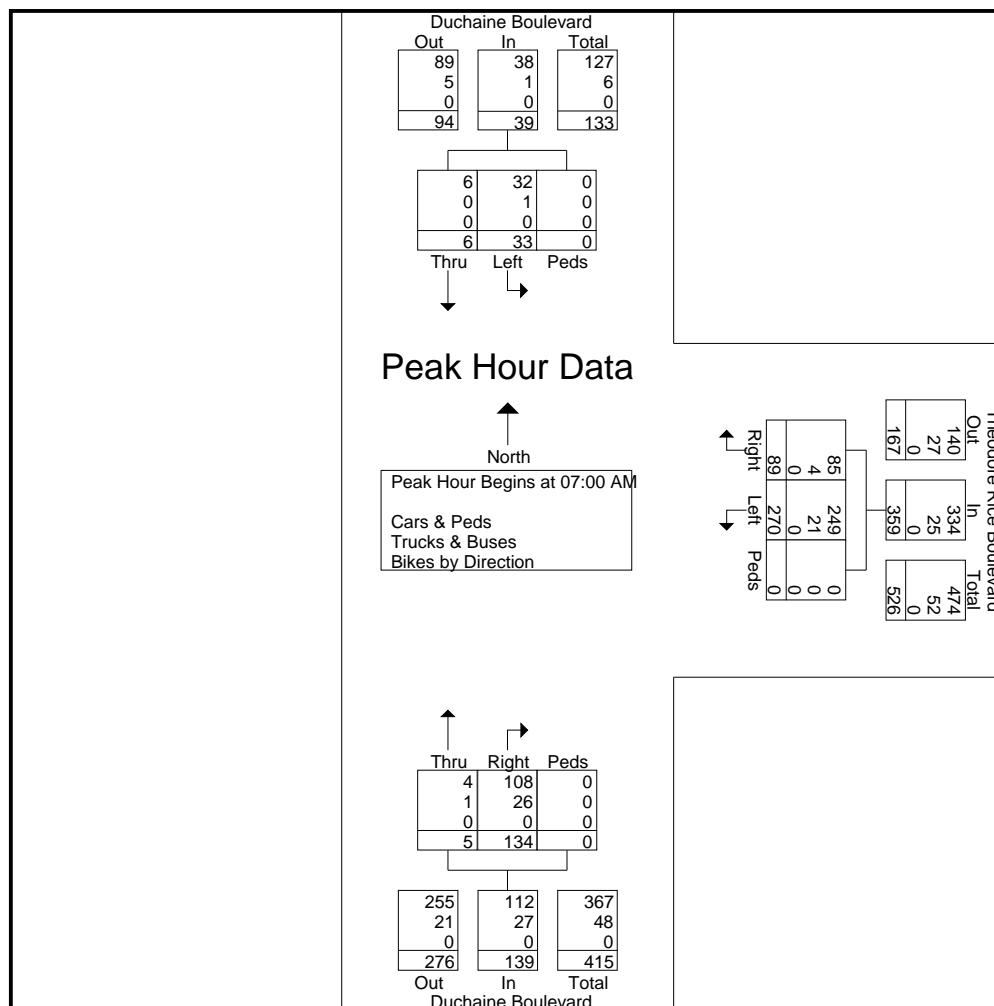 Duchaine Boulevard
Out In Total
89 38 127
5 1 6
0 0 0
94 39 133
6 32 0
0 1 0
0 0 0
6 33 0
Thru Left Peds
Peak Hour Data
North
Peak Hour Begins at 07:00 AM
Cars & Peds
Trucks & Buses
Bikes by Direction
Theodore Rice Boulevard
Out In Total
140 334 474
27 25 52
0 0 0
167 359 526
85 249 0
4 21 0
0 0 0
89 270 0
Right Left Peds
Thru Right Peds
4 108 0
1 26 0
0 0 0
5 134 0
255 112 367
21 27 48
0 0 0
276 139 415
Out In Total
Duchaine Boulevard